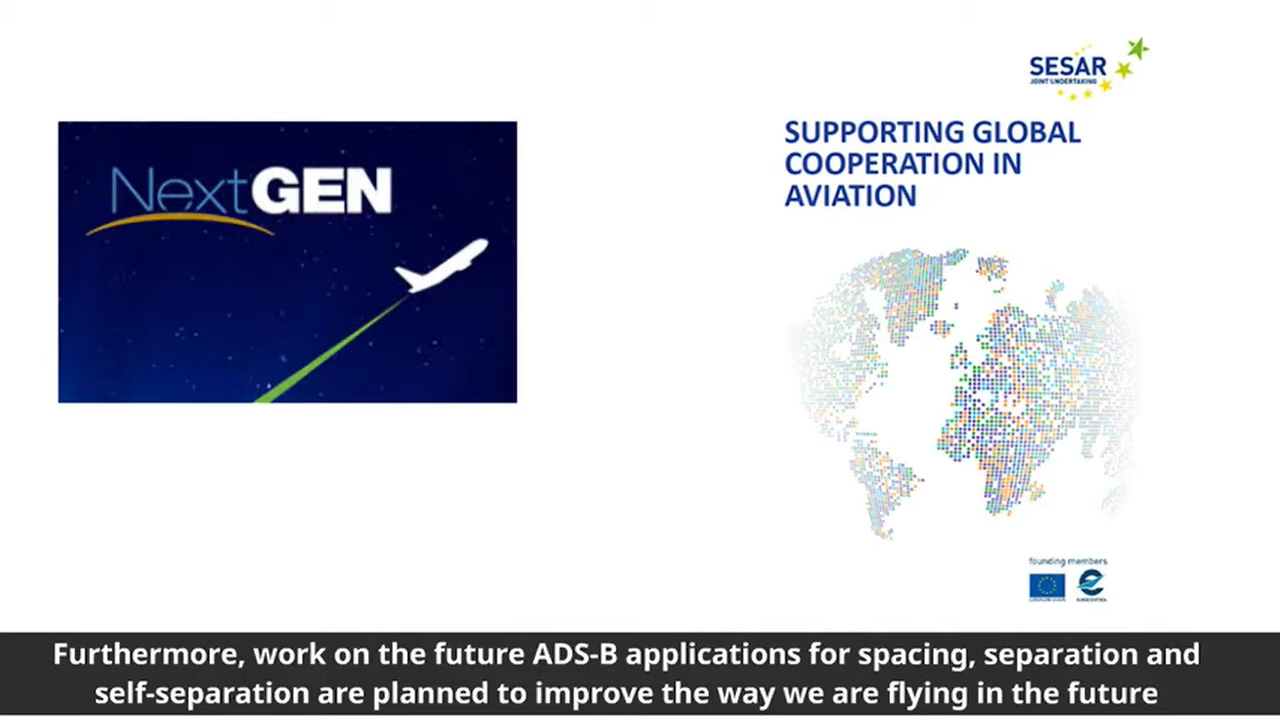 SESAR
JOINT UNDERTAKING
SUPPORTING GLOBAL
COOPERATION IN
AVIATION
NextGEN
founding members
EUROCONTROL
Furthermore, work on the future ADS-B applications for spacing, separation and
self-separation are planned to improve the way we are flying in the future